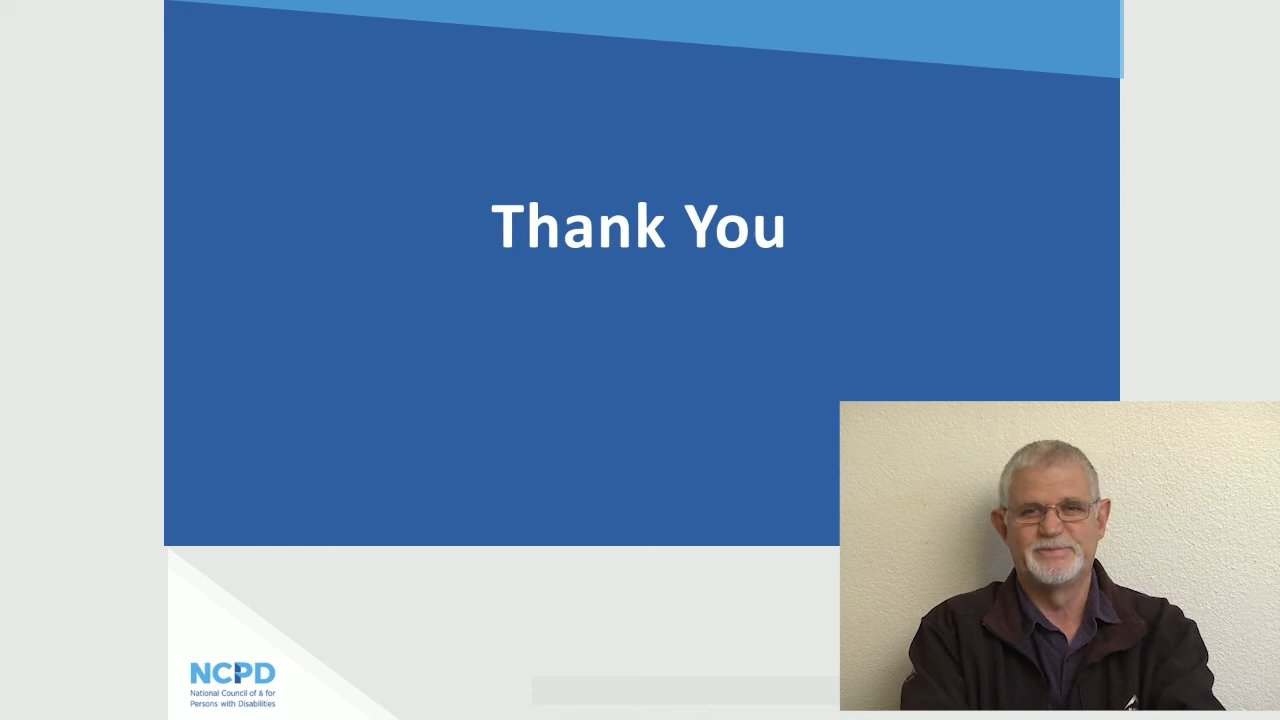 Thank You
NCPD
National Council of & for
Persons with Disabilities